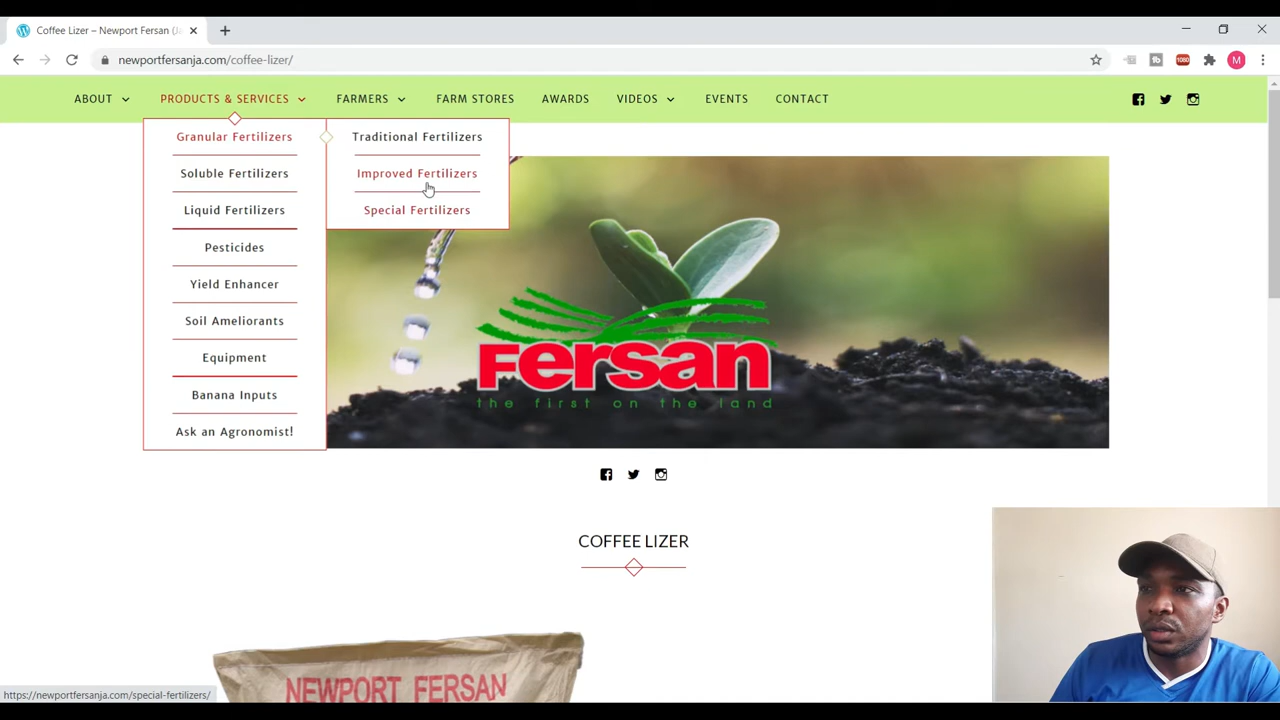 Coffee Lizer – Newport Fersan (Ja
newportfersanja.com/coffee-lizer/
ABOUT
PRODUCTS & SERVICES
FARMERS
FARM STORES
AWARDS
VIDEOS
EVENTS
CONTACT
Granular Fertilizers
Soluble Fertilizers
Liquid Fertilizers
Pesticides
Yield Enhancer
Soil Ameliorants
Equipment
Banana Inputs
Ask an Agronomist!
Traditional Fertilizers
Improved Fertilizers
Special Fertilizers
Fersan
the first on the land
COFFEE LIZER
NEWPORT FERSAN
https://newportfersanja.com/special-fertilizers/